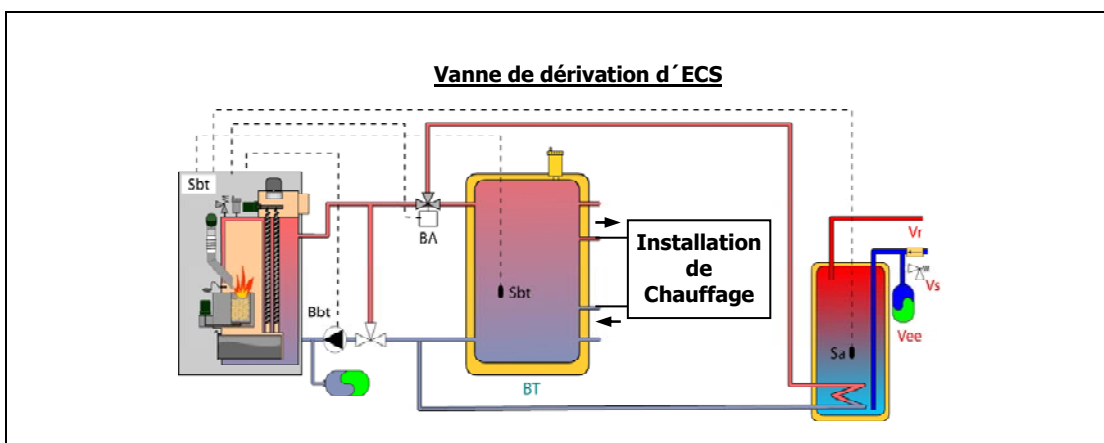 Vanne de dérivation d´ECS
Sbt
BA
Installation
de
Chauffage
Vr
Vs
Sbt
Bbt
Vee
Sa
BT